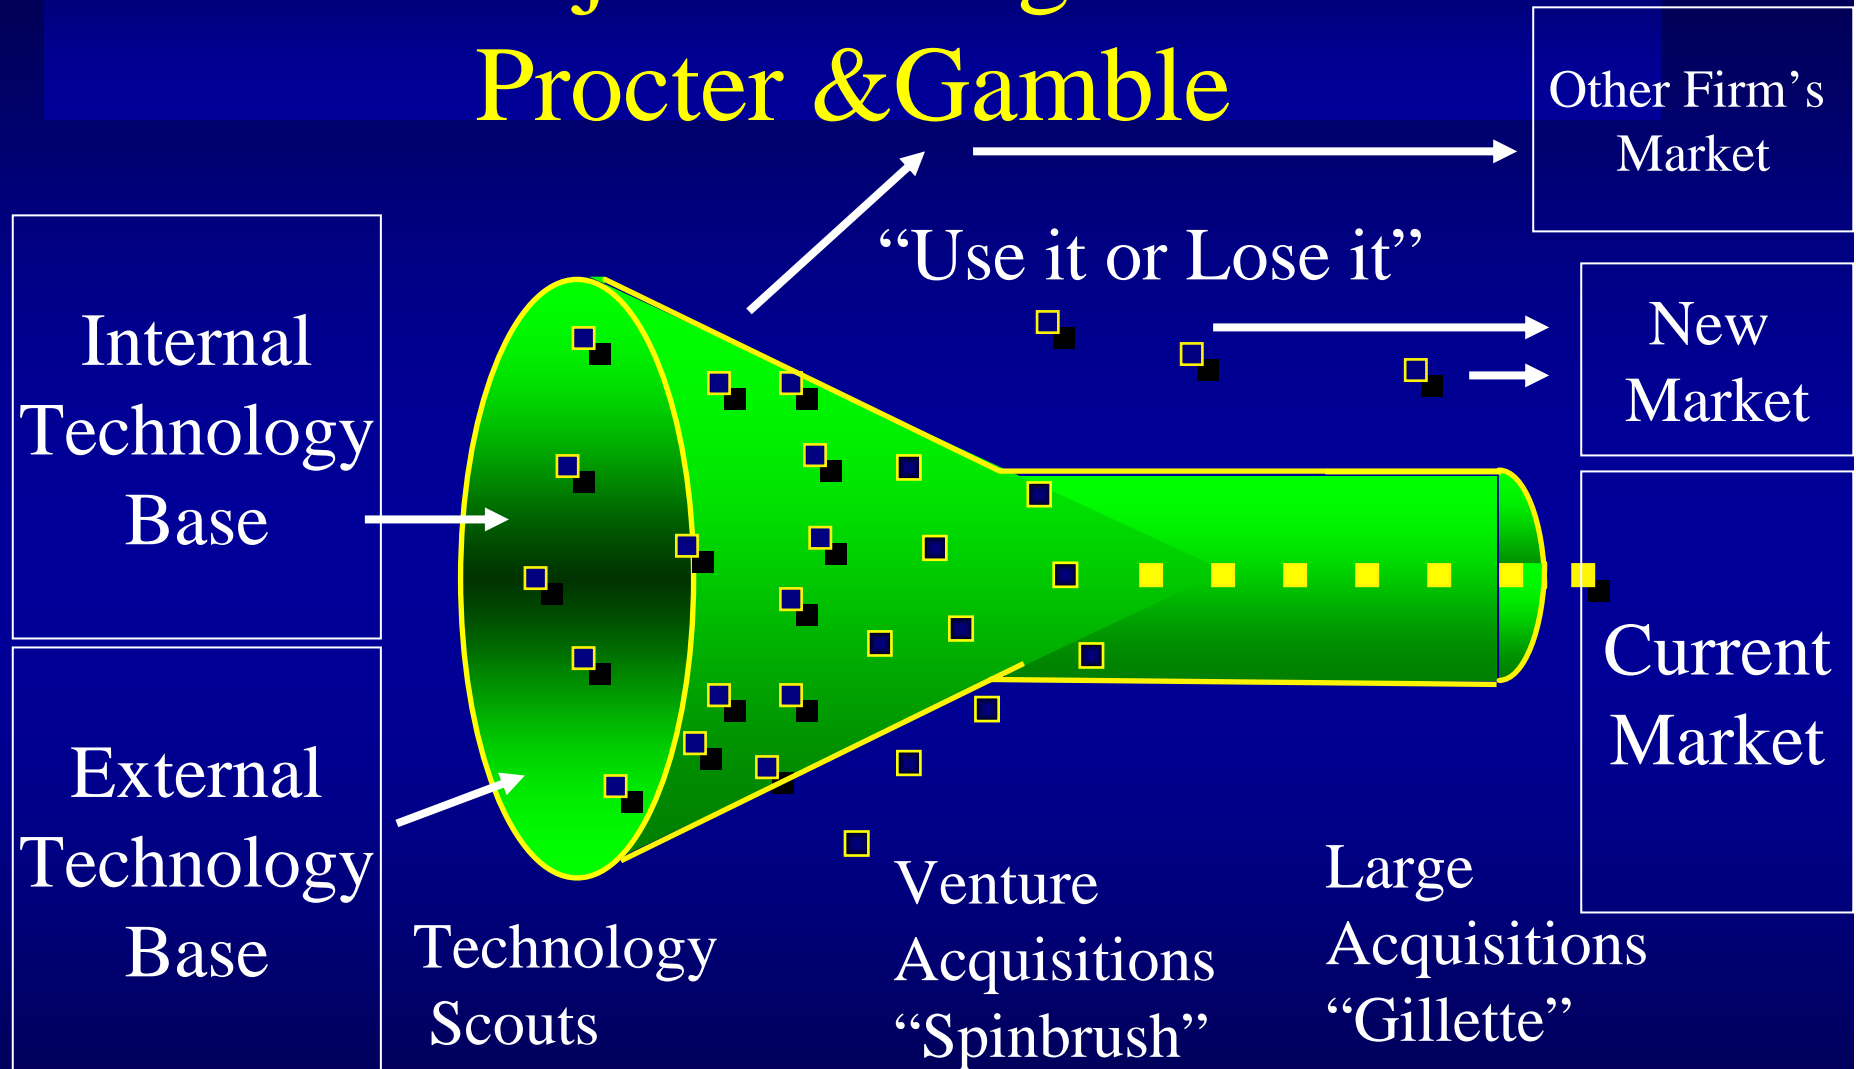 Procter &Gamble
Other Firm’s
Market
“Use it or Lose it”
New
Market
Internal
Technology
Base
Current
Market
External
Technology
Base
Technology
Scouts
Venture
Acquisitions
“Spinbrush”
Large
Acquisitions
“Gillette”